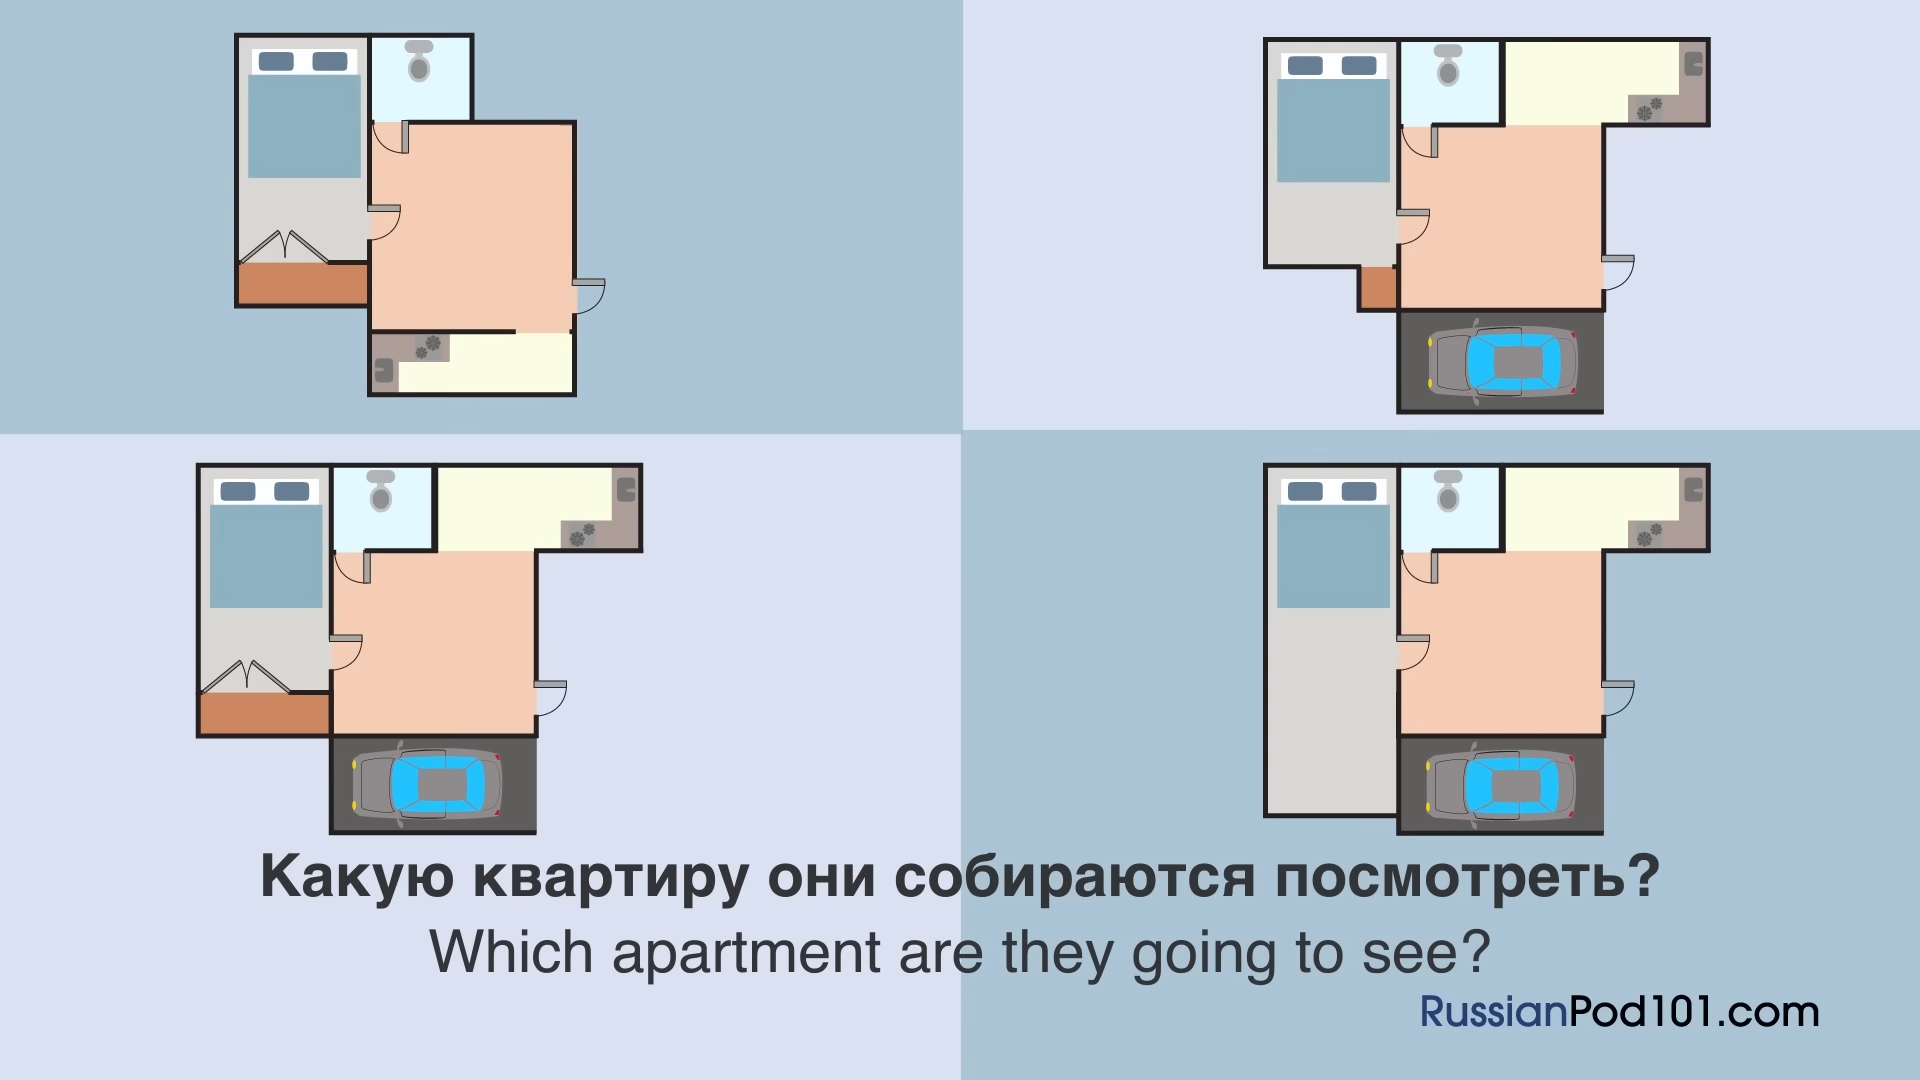 Какую квартиру они собираются посмотреть?
Which apartment are they going to see?
RussianPod101.com